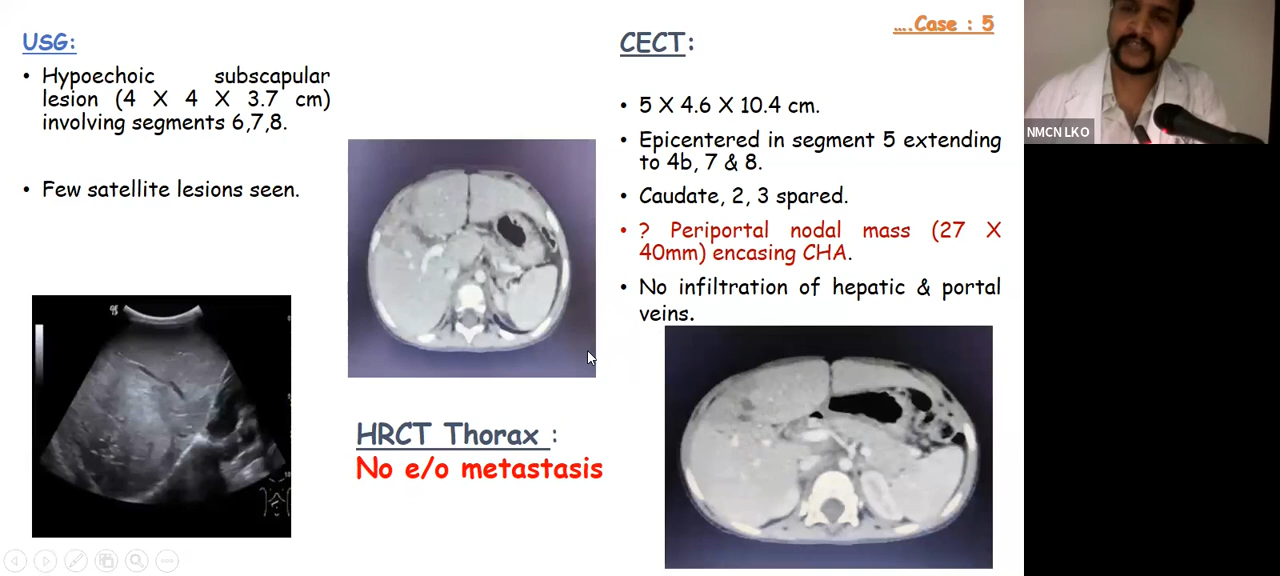 USG:
• Hypoechoic subscapular
lesion (4 X 4 X 3.7 cm)
involving segments 6,7,8.
• Few satellite lesions seen.
HRCT Thorax :
No e/o metastasis
....Case : 5
CECT:
• 5 X 4.6 X 10.4 cm.
• Epicentered in segment 5 extending
to 4b, 7 & 8.
• Caudate, 2, 3 spared.
• ? Periportal nodal mass (27 X
40mm) encasing CHA.
• No infiltration of hepatic & portal
veins.
NMCN LKO